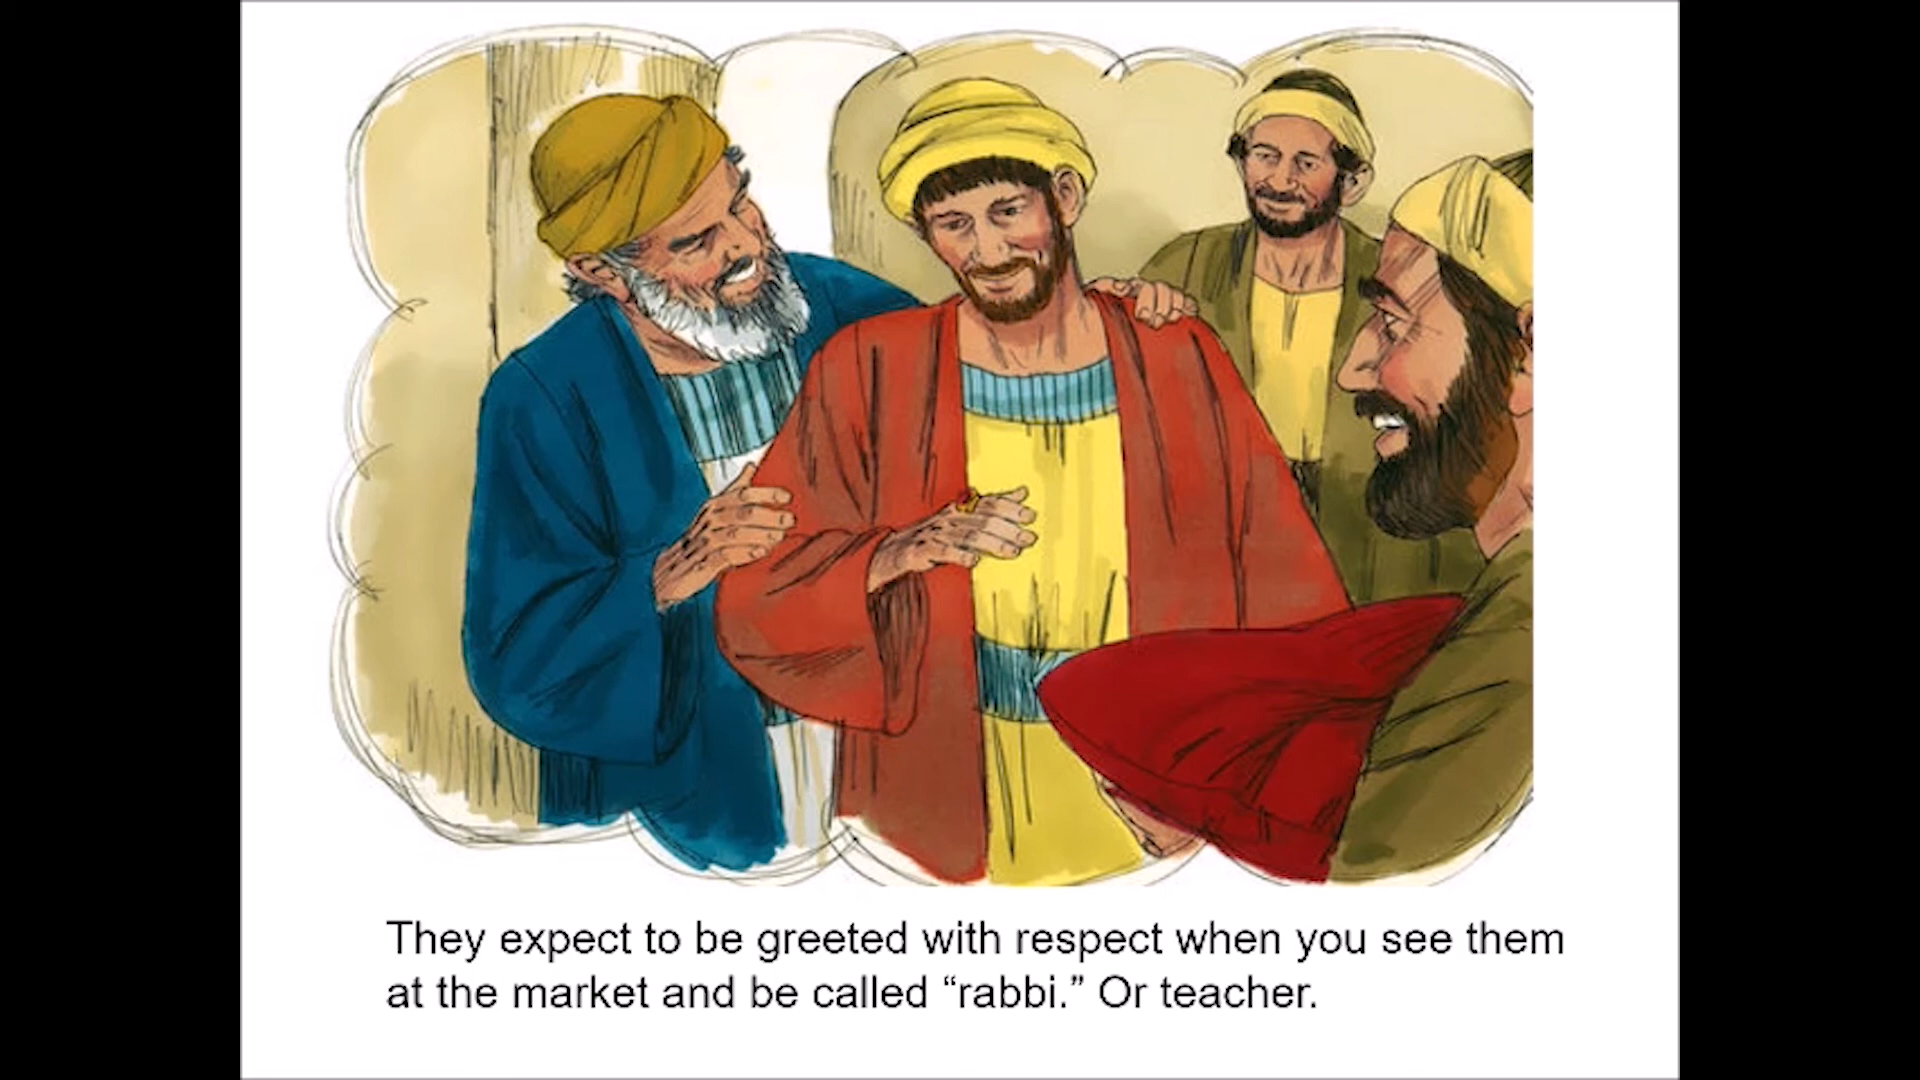 They expect to be greeted with respect when you see them
at the market and be called “rabbi.” Or teacher.